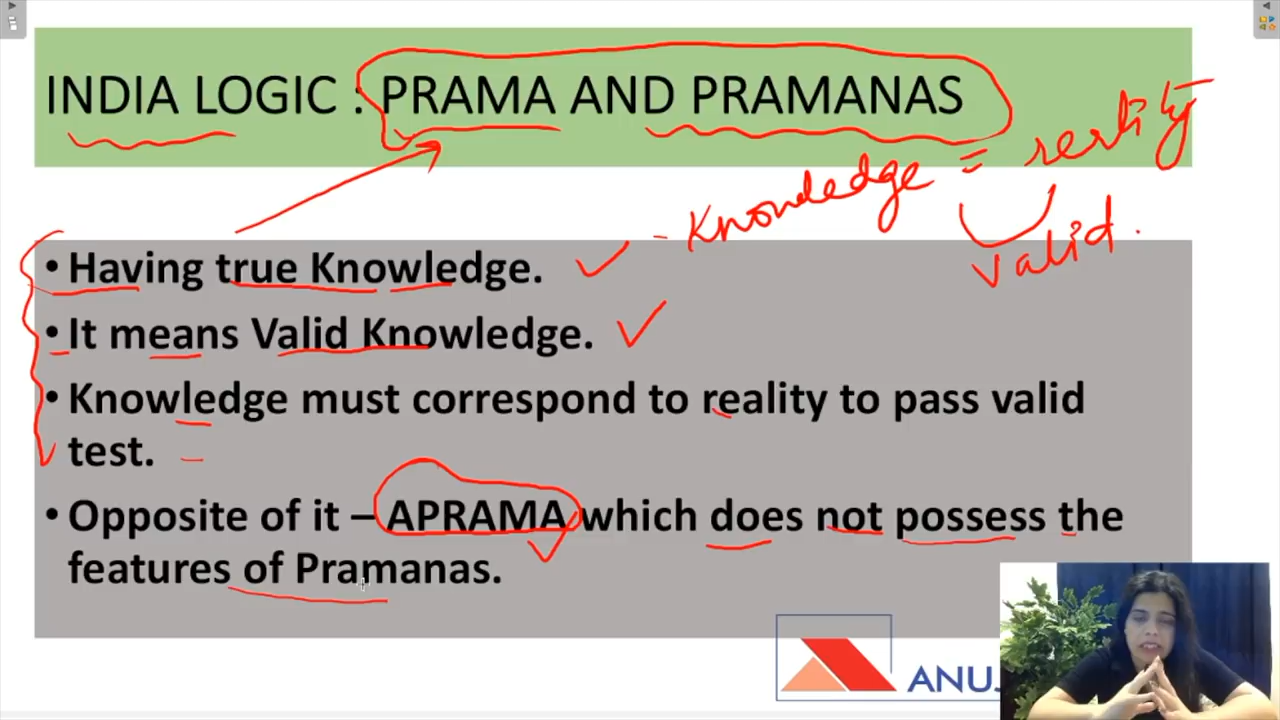 INDIA LOGIC : PRAMA AND PRAMANAS
- Knowledge = reality
valid.
• Having true Knowledge.
• It means Valid Knowledge.
• Knowledge must correspond to reality to pass valid
test.
• Opposite of it – APRAMA which does not possess the
features of Pramanas.
ANUJ